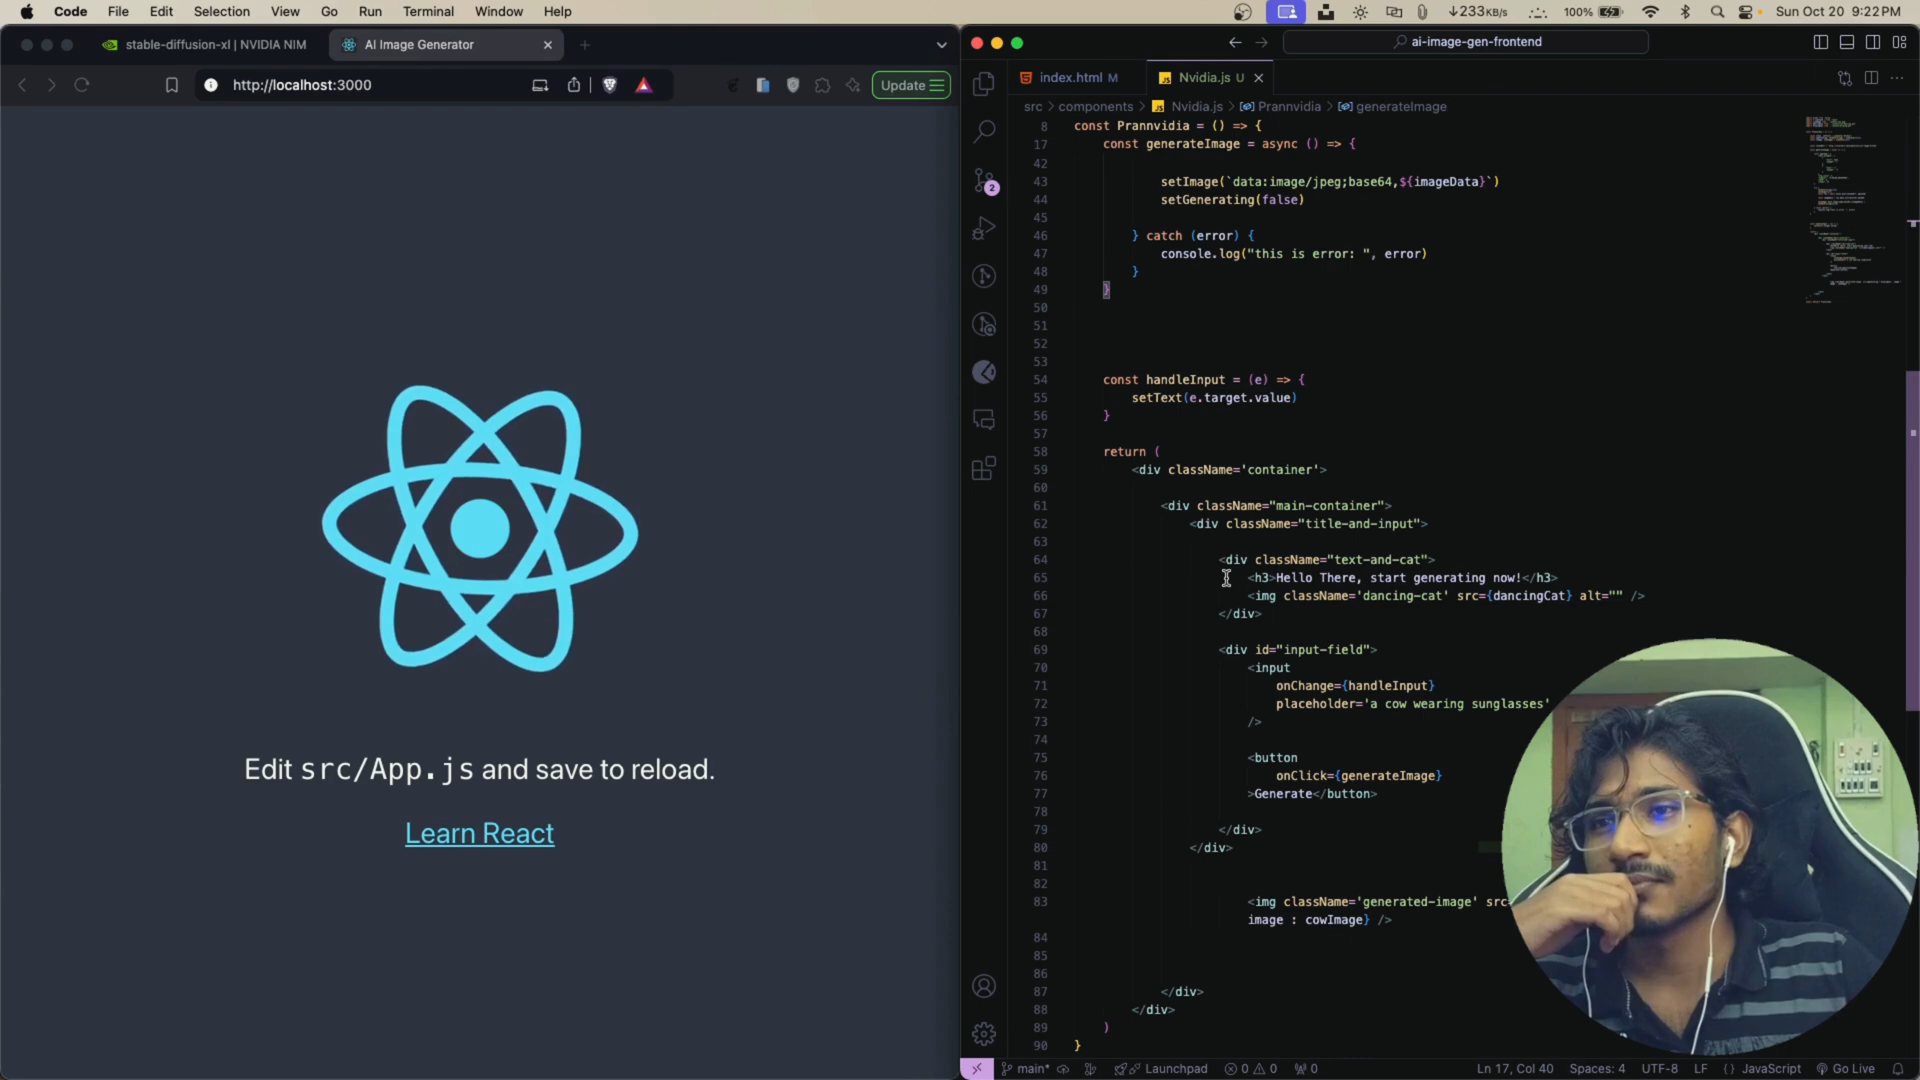 Code File Edit Selection View Go Run Terminal Window Help
↓233KB/s 100% Sun Oct 20 9:22PM
stable-diffusion-xl | NVIDIA NIM
AI Image Generator
http://localhost:3000
Update
Edit src/App.js and save to reload.
Learn React
ai-image-gen-frontend
index.html M
Nvidia.js U
src > components > Nvidia.js > Prannvidia > generateImage
2
8 const Prannvidia = () => {
17 const generateImage = async () => {
42
43 setImage(`data:image/jpeg;base64,${imageData}`)
44 setGenerating(false)
45
46 } catch (error) {
47 console.log("this is error: ", error)
48 }
49 }
50
51
52
53
54 const handleInput = (e) => {
55 setText(e.target.value)
56 }
57
58 return (
59 <div className='container'>
60
61 <div className="main-container">
62 <div className="title-and-input">
63
64 <div className="text-and-cat">
65 <h3>Hello There, start generating now!</h3>
66 <img className='dancing-cat' src={dancingCat} alt="" />
67 </div>
68
69 <div id="input-field">
70 <input
71 onChange={handleInput}
72 placeholder='a cow wearing sunglasses'
73 />
74
75 <button
76 onClick={generateImage}
77 >Generate</button>
78
79 </div>
80 </div>
81
82
83 <img className='generated-image' src=
image : cowImage} />
84
85
86
87 </div>
88 </div>
89 )
90 }
main* Launchpad 0 0 0 Ln 17, Col 40 Spaces: 4 UTF-8 LF {} JavaScript Go Live